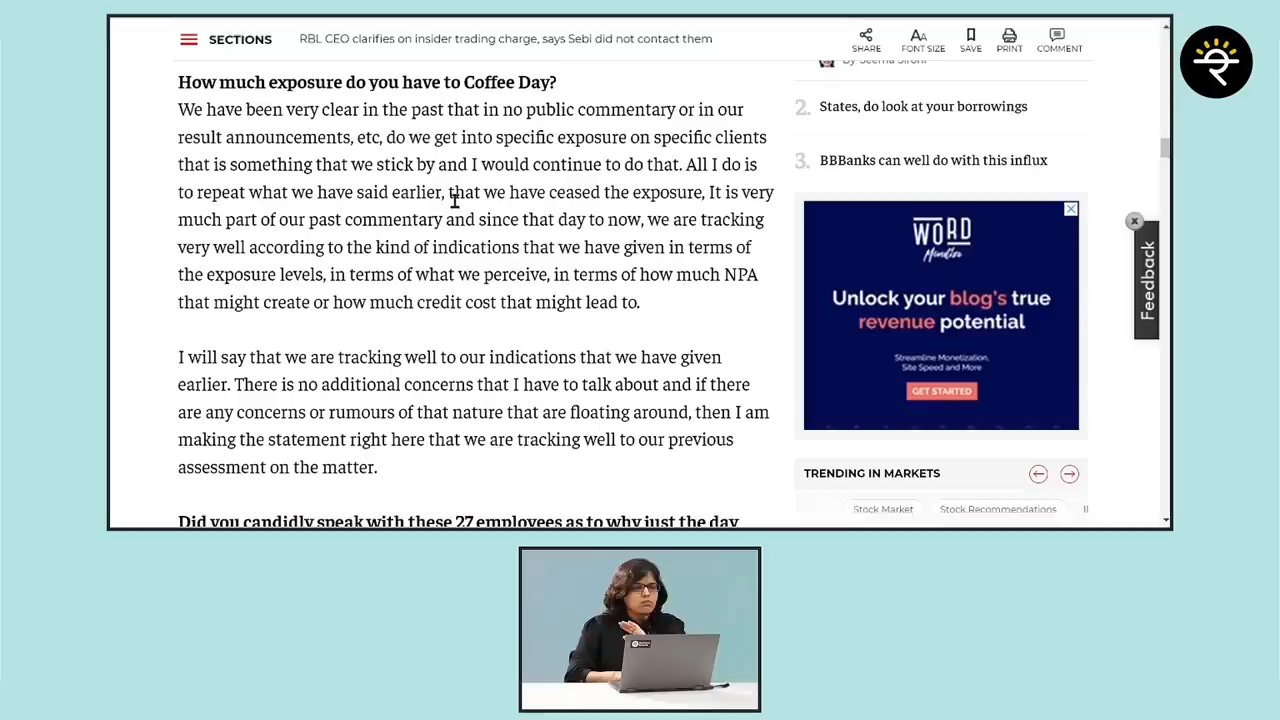 SECTIONS
RBL CEO clarifies on insider trading charge, says Sebi did not contact them
SHARE
FONT SIZE
SAVE
PRINT
COMMENT
How much exposure do you have to Coffee Day?
We have been very clear in the past that in no public commentary or in our
result announcements, etc, do we get into specific exposure on specific clients
that is something that we stick by and I would continue to do that. All I do is
to repeat what we have said earlier, that we have ceased the exposure, It is very
much part of our past commentary and since that day to now, we are tracking
very well according to the kind of indications that we have given in terms of
the exposure levels, in terms of what we perceive, in terms of how much NPA
that might create or how much credit cost that might lead to.
I will say that we are tracking well to our indications that we have given
earlier. There is no additional concerns that I have to talk about and if there
are any concerns or rumours of that nature that are floating around, then I am
making the statement right here that we are tracking well to our previous
assessment on the matter.
Did you candidly speak with these 27 employees as to why just the day
2. States, do look at your borrowings
3. BBBanks can well do with this influx
WORD
Unlock your blog's true
revenue potential
Streamline Monetization,
Site Speed and More
GET STARTED
TRENDING IN MARKETS
Stock Market
Stock Recommendations
Feedback